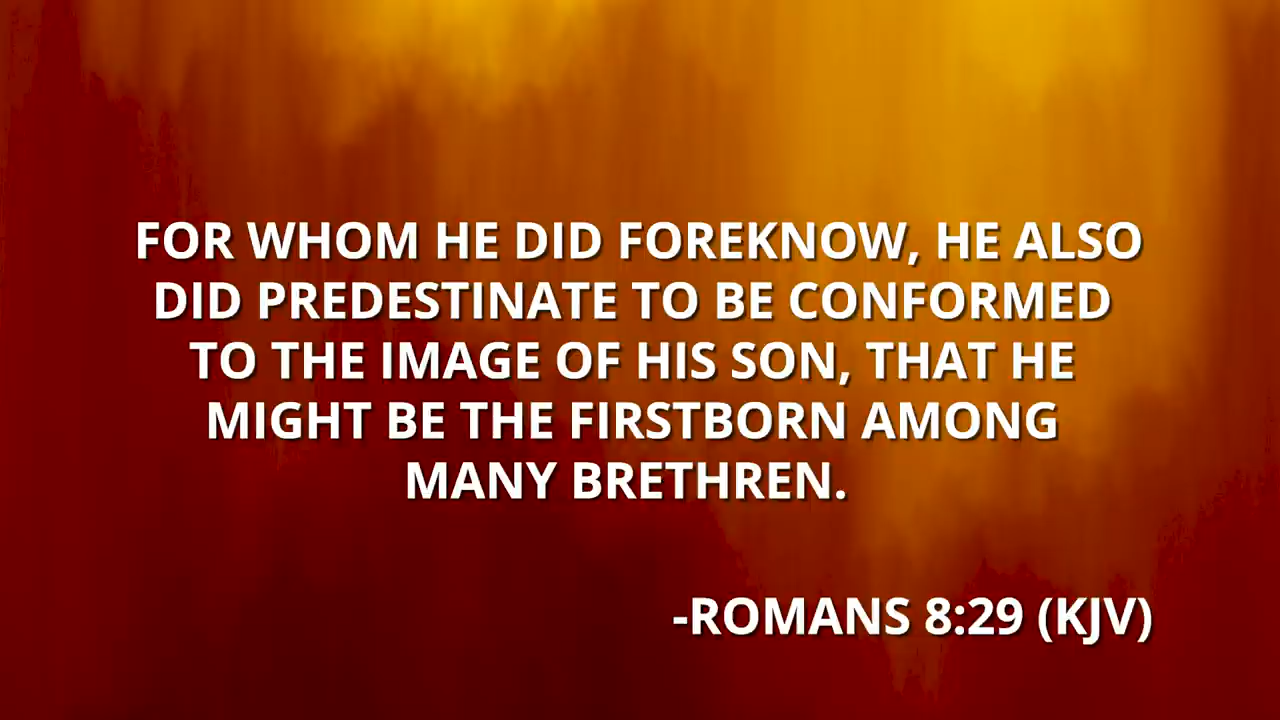 FOR WHOM HE DID FOREKNOW, HE ALSO
DID PREDESTINATE TO BE CONFORMED
TO THE IMAGE OF HIS SON, THAT HE
MIGHT BE THE FIRSTBORN AMONG
MANY BRETHREN.
-ROMANS 8:29 (KJV)